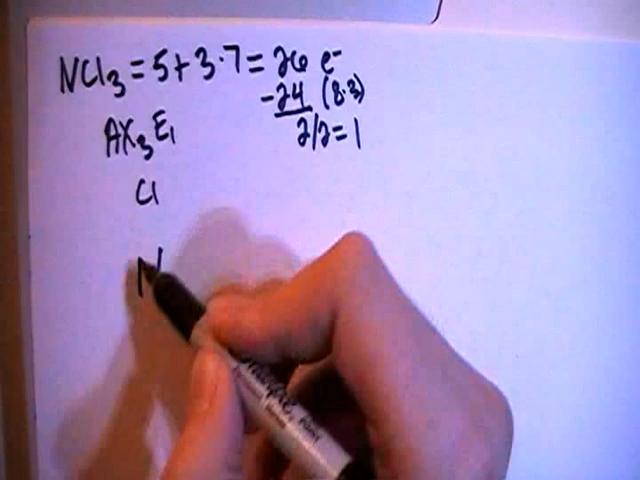 NCl₃ = 5 + 3·7 = 26 e⁻
-24 (8·3)
AX₃E₁
2/2 = 1
Cl
N